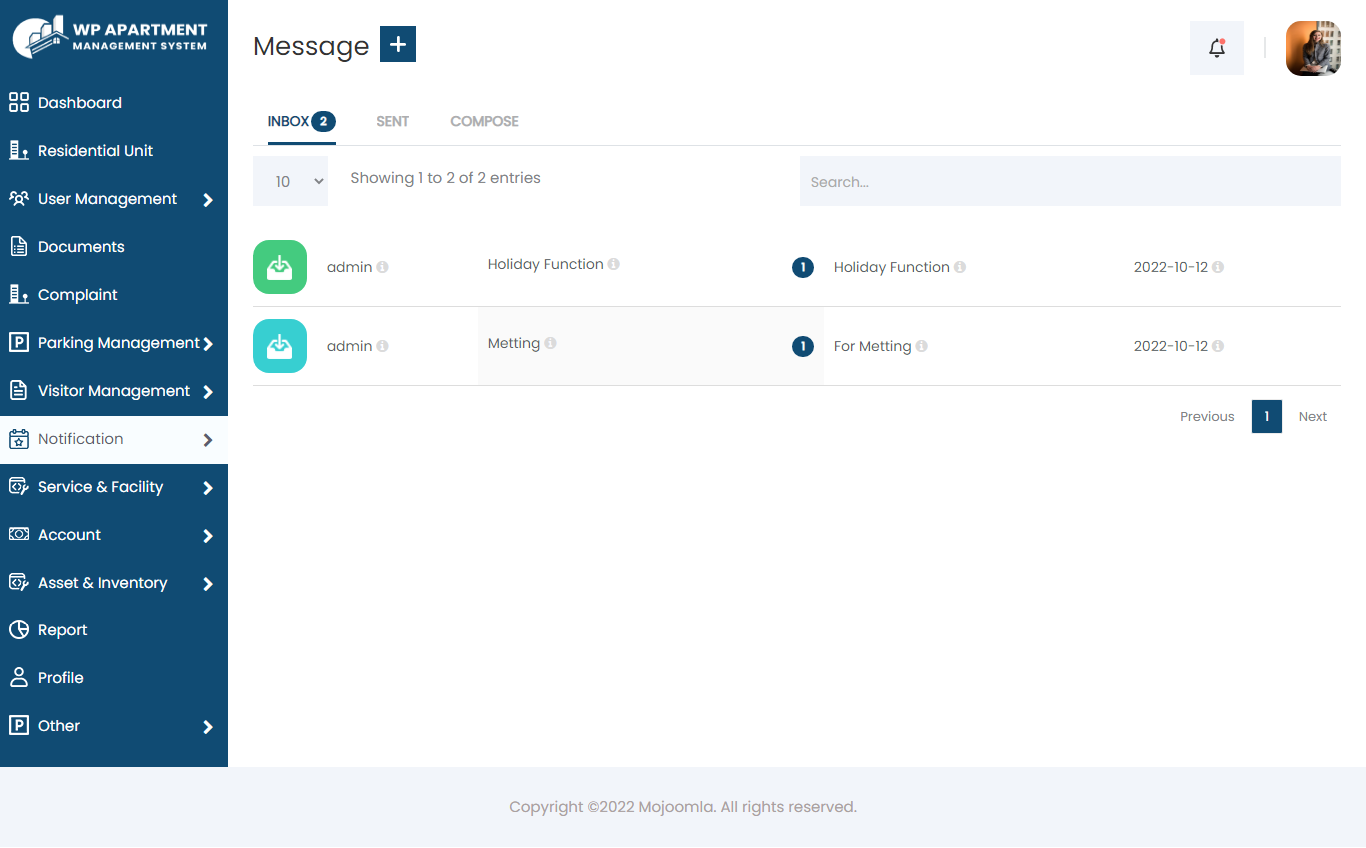 WP APARTMENT
MANAGEMENT SYSTEM
Dashboard
Residential Unit
User Management
Documents
Complaint
Parking Management
Visitor Management
Notification
Service & Facility
Account
Asset & Inventory
Report
Profile
Other
Message +
INBOX 2 SENT COMPOSE
10 Showing 1 to 2 of 2 entries Search...
admin Holiday Function 1 Holiday Function 2022-10-12
admin Metting 1 For Metting 2022-10-12
Previous 1 Next
Copyright ©2022 Mojoomla. All rights reserved.